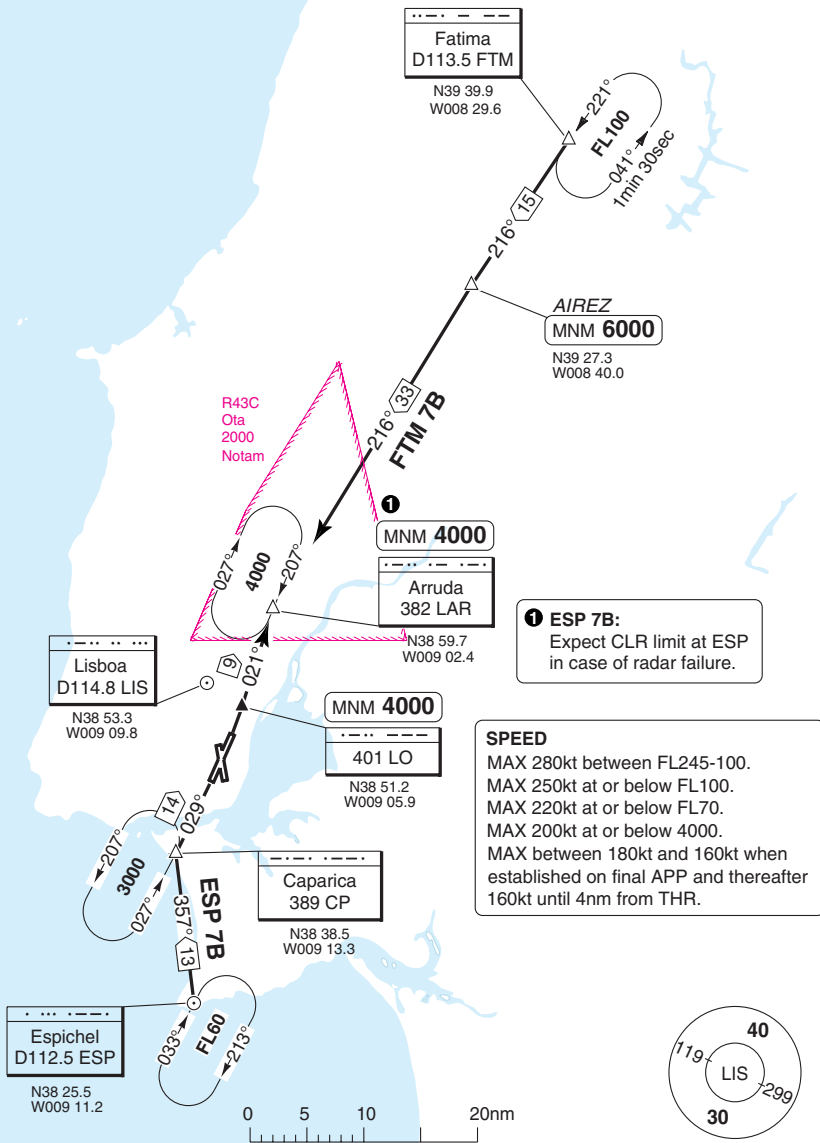 Fatima
D113.5 FTM
N39 39.9
W008 29.6
221°
FL100
041°
1min 30sec
15
216°
AIREZ
MNM 6000
N39 27.3
W008 40.0
33
216°
FTM 7B
R43C
Ota
2000
Notam
1
MNM 4000
027°
4000
207°
Arruda
382 LAR
N38 59.7
W009 02.4
1 ESP 7B:
Expect CLR limit at ESP
in case of radar failure.
Lisboa
D114.8 LIS
N38 53.3
W009 09.8
9
021°
MNM 4000
401 LO
N38 51.2
W009 05.9
SPEED
MAX 280kt between FL245-100.
MAX 250kt at or below FL100.
MAX 220kt at or below FL70.
MAX 200kt at or below 4000.
MAX between 180kt and 160kt when
established on final APP and thereafter
160kt until 4nm from THR.
14
029°
207°
3000
027°
Caparica
389 CP
N38 38.5
W009 13.3
357°
ESP 7B
13
Espichel
D112.5 ESP
N38 25.5
W009 11.2
033°
FL60
213°
0 5 10 20nm
40
119
LIS
299
30